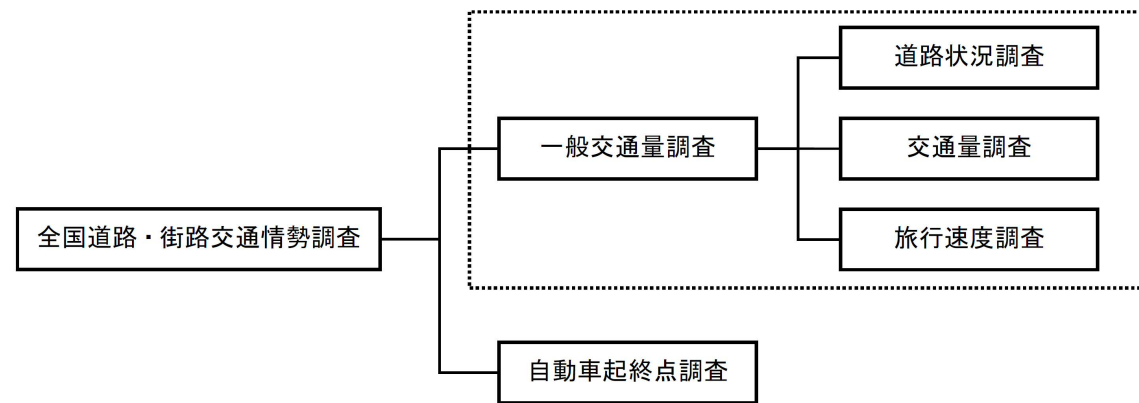 全国道路・街路交通情勢調査
一般交通量調査
道路状況調査
交通量調査
旅行速度調査
自動車起終点調査